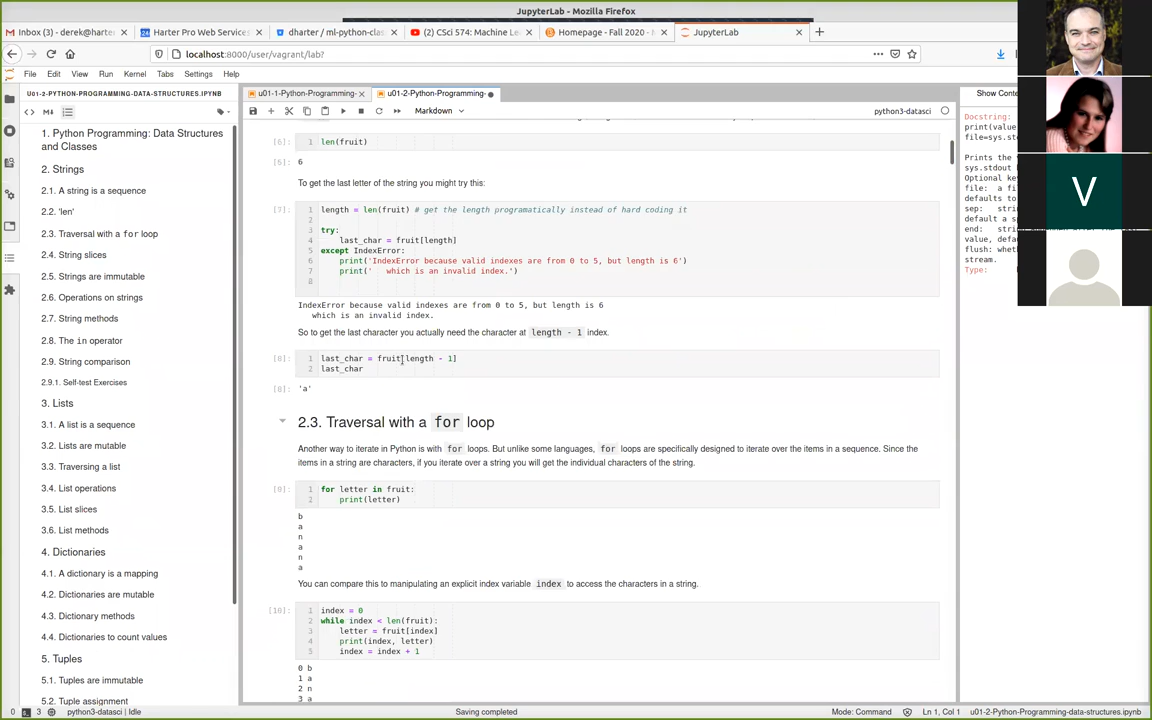 JupyterLab - Mozilla Firefox
Inbox (3) - derek@harte
Harter Pro Web Services
dharter / ml-python-clas
(2) CSci 574: Machine Le
Homepage - Fall 2020 -
JupyterLab
localhost:8000/user/vagrant/lab?
File Edit View Run Kernel Tabs Settings Help
U01-2-PYTHON-PROGRAMMING-DATA-STRUCTURES.IPYNB
1. Python Programming: Data Structures
and Classes
2. Strings
2.1. A string is a sequence
2.2. 'len'
2.3. Traversal with a for loop
2.4. String slices
2.5. Strings are immutable
2.6. Operations on strings
2.7. String methods
2.8. The in operator
2.9. String comparison
2.9.1. Self-test Exercises
3. Lists
3.1. A list is a sequence
3.2. Lists are mutable
3.3. Traversing a list
3.4. List operations
3.5. List slices
3.6. List methods
4. Dictionaries
4.1. A dictionary is a mapping
4.2. Dictionaries are mutable
4.3. Dictionary methods
4.4. Dictionaries to count values
5. Tuples
5.1. Tuples are immutable
5.2. Tuple assignment
u01-1-Python-Programming-
u01-2-Python-Programming-
Markdown
python3-datasci
[6]: 1 len(fruit)
[6]: 6
To get the last letter of the string you might try this:
[7]: 1 length = len(fruit) # get the length programatically instead of hard coding it
2
3 try:
4 last_char = fruit[length]
5 except IndexError:
6 print('IndexError because valid indexes are from 0 to 5, but length is 6')
7 print('   which is an invalid index.')
8
IndexError because valid indexes are from 0 to 5, but length is 6
which is an invalid index.
So to get the last character you actually need the character at length - 1 index.
[8]: 1 last_char = fruit[length - 1]
2 last_char
[8]: 'a'
2.3. Traversal with a for loop
Another way to iterate in Python is with for loops. But unlike some languages, for loops are specifically designed to iterate over the items in a sequence. Since the
items in a string are characters, if you iterate over a string you will get the individual characters of the string.
[9]: 1 for letter in fruit:
2 print(letter)
b
a
n
a
n
a
You can compare this to manipulating an explicit index variable index to access the characters in a string.
[10]: 1 index = 0
2 while index < len(fruit):
3 letter = fruit[index]
4 print(index, letter)
5 index = index + 1
0 b
1 a
2 n
3 a
Show Conte
Docstring:
print(value
file=sys.st
Prints the v
sys.stdout
Optional key
file: a fi
defaults to
sep: strin
default a sp
end: strin
value, defau
flush: wheth
stream.
Type:
V
0 3 python3-datasci | Idle
Saving completed
Mode: Command
Ln 1, Col 1
u01-2-Python-Programming-data-structures.ipynb